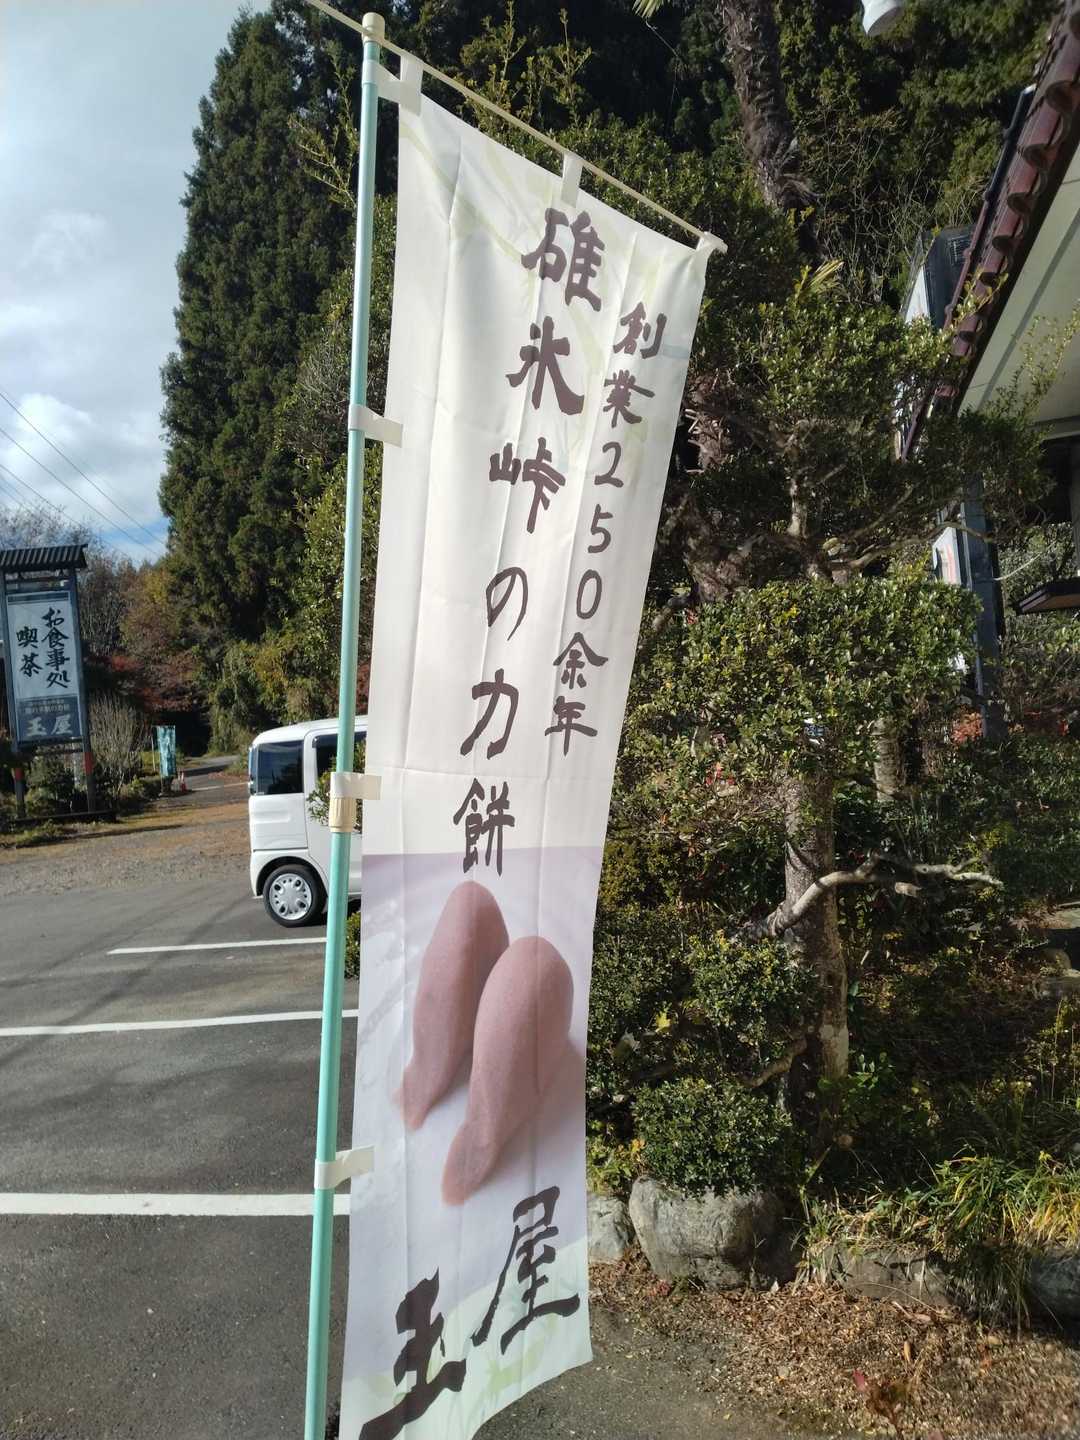 創業250余年
碓氷峠の力餅
玉屋
お食事処
喫茶
玉屋